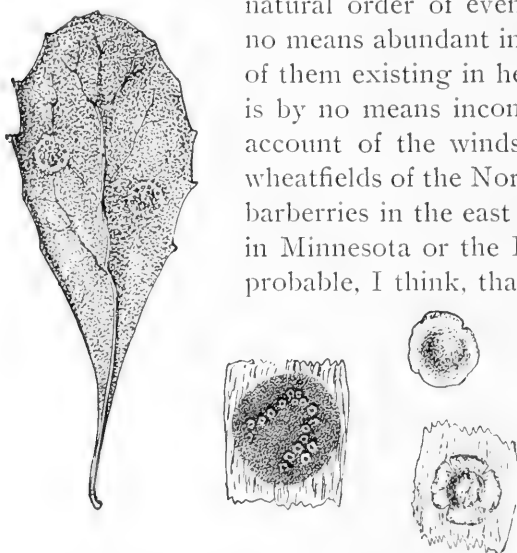 natural order of even
no means abundant in
of them existing in he
is by no means incon
account of the winds
wheatfields of the Nor
barberries in the east
in Minnesota or the
probable, I think, tha